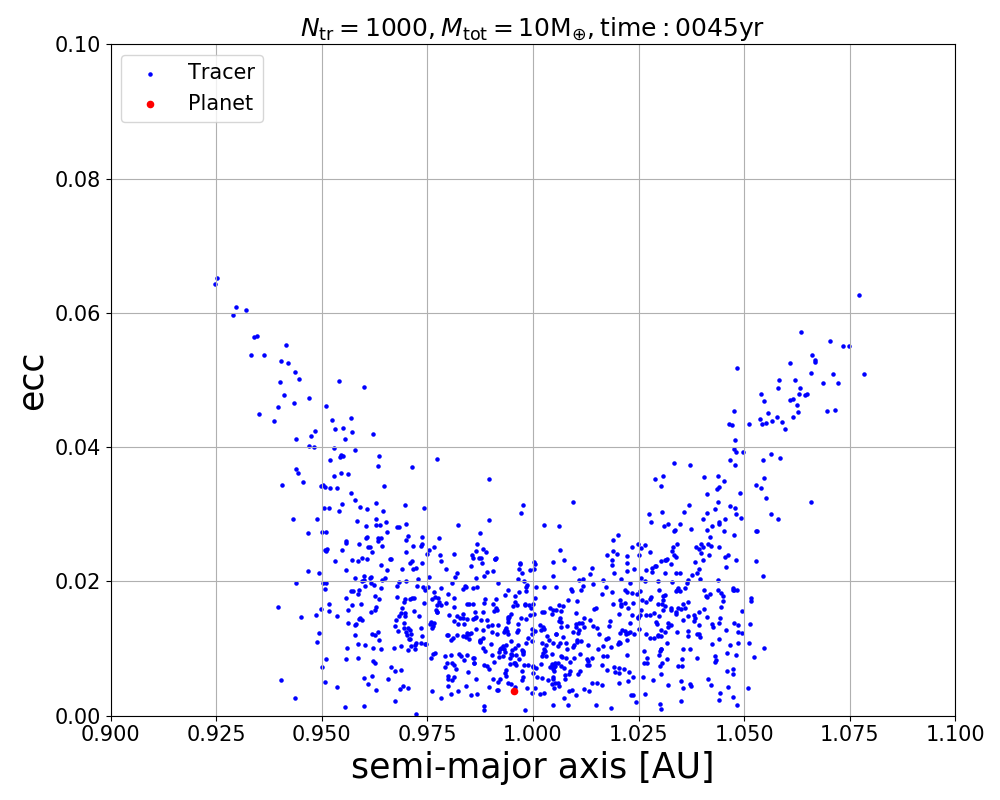 N_tr = 1000, M_tot = 10M_⊕, time : 0045yr
Tracer
Planet
ecc
0.10
0.08
0.06
0.04
0.02
0.00
0.900 0.925 0.950 0.975 1.000 1.025 1.050 1.075 1.100
semi-major axis [AU]